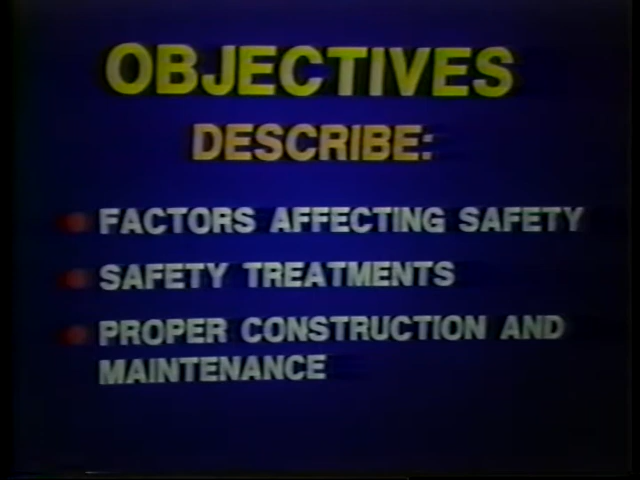 OBJECTIVES
DESCRIBE:
FACTORS AFFECTING SAFETY
SAFETY TREATMENTS
PROPER CONSTRUCTION AND
MAINTENANCE